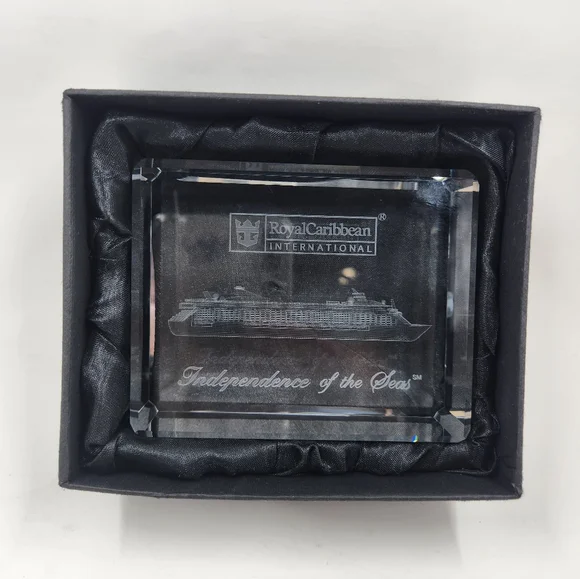 RoyalCaribbean®
INTERNATIONAL
Independence of the Seas℠